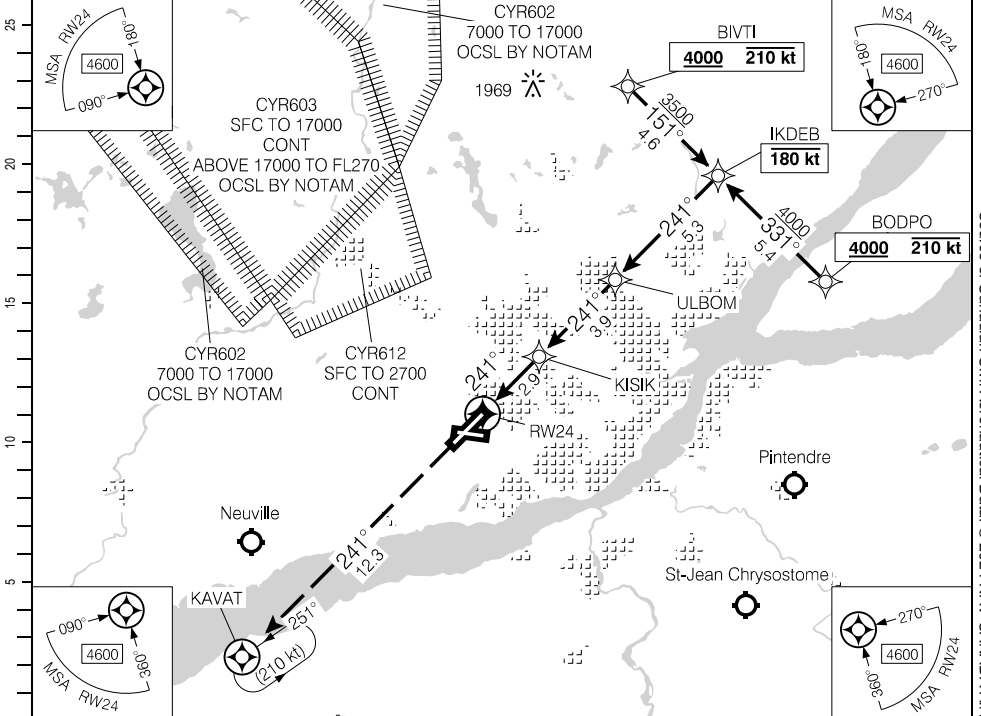 25
20
15
10
5
MSA RW24
180°
090°
4600
CYR602
7000 TO 17000
OCSL BY NOTAM
1969
BIVTI
4000 210 kt
MSA RW24
180°
270°
4600
CYR603
SFC TO 17000
CONT
ABOVE 17000 TO FL270
OCSL BY NOTAM
3500
151°
4.6
IKDEB
180 kt
4000
331°
5.4
BODPO
4000 210 kt
241°
5.3
ULBOM
241°
3.9
KISIK
241°
2.9
RW24
CYR602
7000 TO 17000
OCSL BY NOTAM
CYR612
SFC TO 2700
CONT
Pintendre
Neuville
241°
12.3
St-Jean Chrysostome
KAVAT
251°
(210 kt)
090°
360°
4600
MSA RW24
270°
360°
4600
MSA RW24